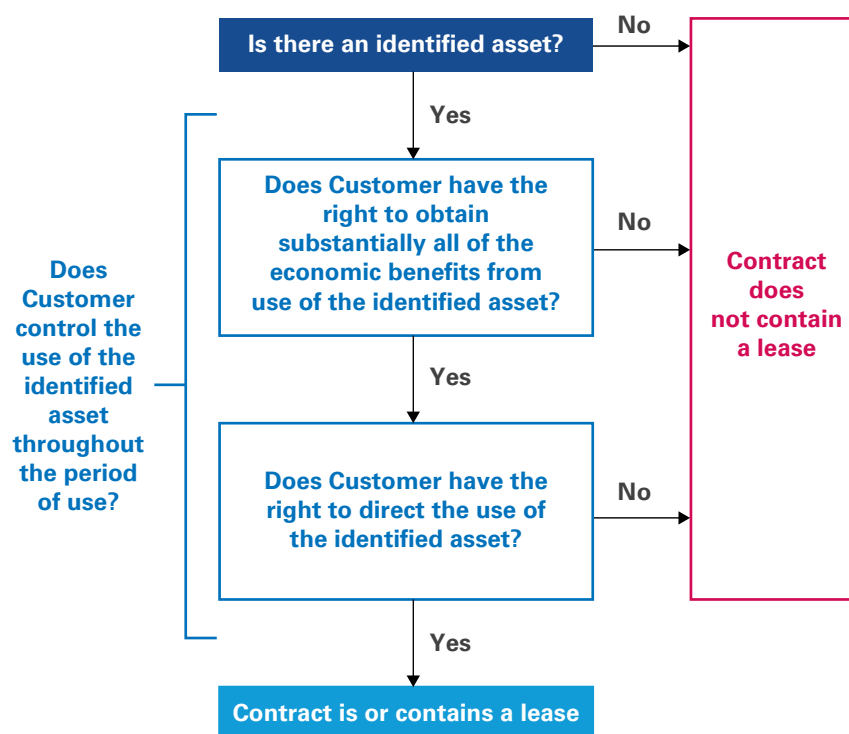 Is there an identified asset?
No
Yes
Does Customer have the
right to obtain
substantially all of the
economic benefits from
use of the identified asset?
No
Does
Customer
control the
use of the
identified
asset
throughout
the period
of use?
Contract
does
not contain
a lease
Yes
Does Customer have the
right to direct the use of
the identified asset?
No
Yes
Contract is or contains a lease